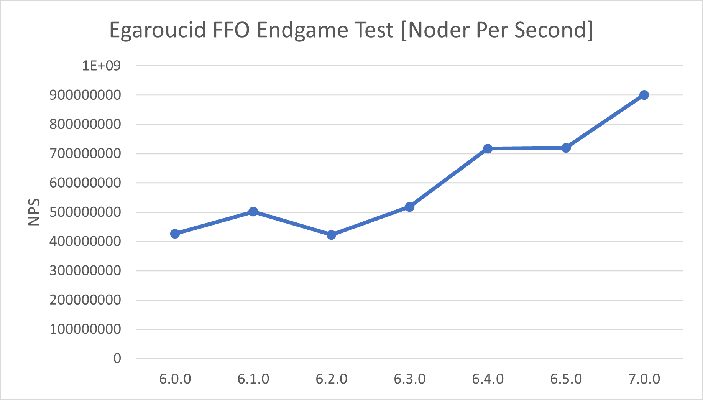 Egaroucid FFO Endgame Test [Noder Per Second]
1E+09
900000000
800000000
700000000
600000000
500000000
400000000
300000000
200000000
100000000
0
NPS
6.0.0 6.1.0 6.2.0 6.3.0 6.4.0 6.5.0 7.0.0